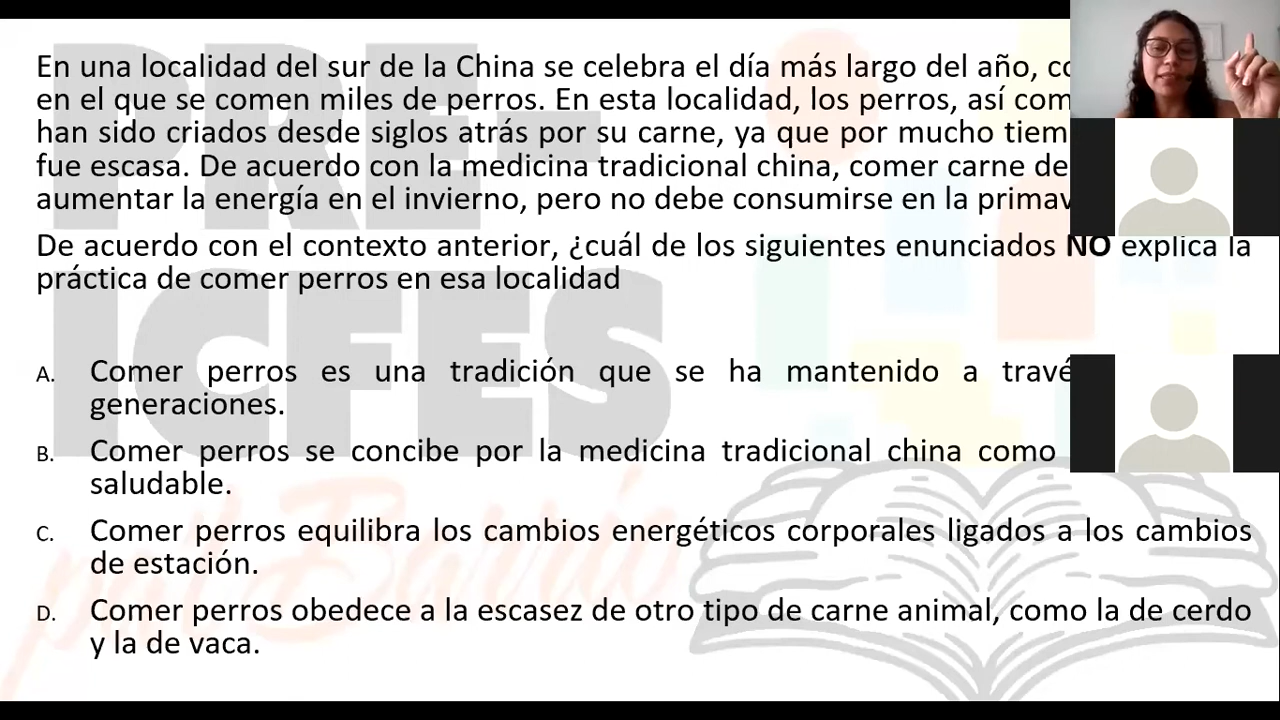 En una localidad del sur de la China se celebra el día más largo del año,
en el que se comen miles de perros. En esta localidad, los perros, así
han sido criados desde siglos atrás por su carne, ya que por mucho
fue escasa. De acuerdo con la medicina tradicional china, comer carne de
aumentar la energía en el invierno, pero no debe consumirse en la
De acuerdo con el contexto anterior, ¿cuál de los siguientes enunciados NO explica la
práctica de comer perros en esa localidad
A. Comer perros es una tradición que se ha mantenido a
generaciones.
B. Comer perros se concibe por la medicina tradicional china como
saludable.
C. Comer perros equilibra los cambios energéticos corporales ligados a los cambios
de estación.
D. Comer perros obedece a la escasez de otro tipo de carne animal, como la de cerdo
y la de vaca.
PRE-
ICFES